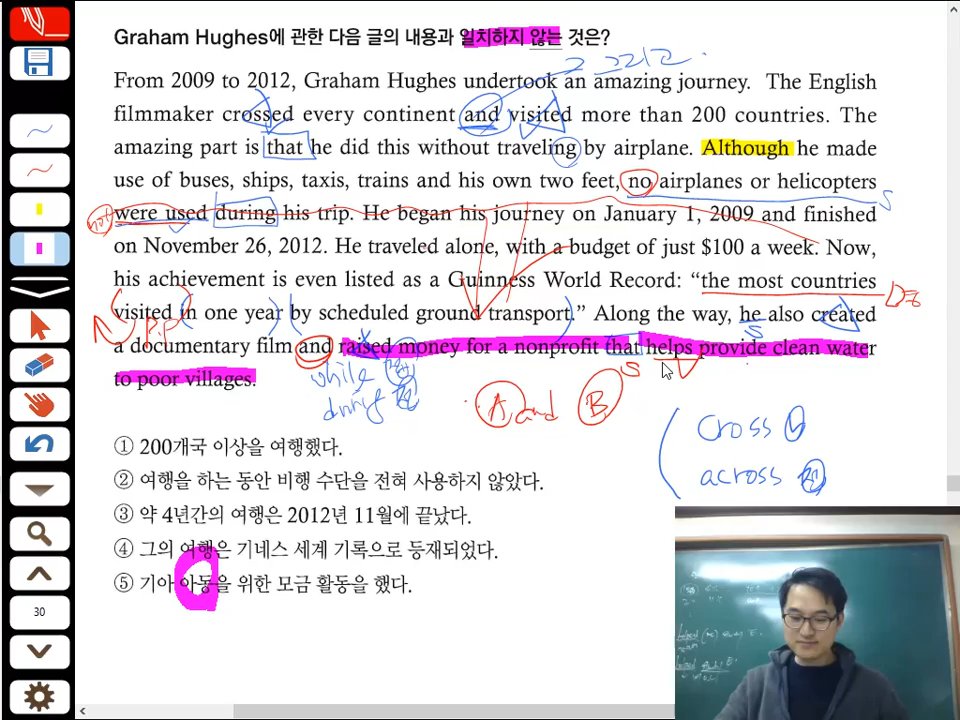 Graham Hughes에 관한 다음 글의 내용과 일치하지 않는 것은?
그리고
From 2009 to 2012, Graham Hughes undertook an amazing journey. The English
filmmaker crossed every continent and visited more than 200 countries. The
amazing part is that he did this without traveling by airplane. Although he made
use of buses, ships, taxis, trains and his own two feet, no airplanes or helicopters
S
not
were used during his trip. He began his journey on January 1, 2009 and finished
on November 26, 2012. He traveled alone, with a budget of just $100 a week. Now,
his achievement is even listed as a Guinness World Record: “the most countries
visited in one year by scheduled ground transport.” Along the way, he also created
N P.P
S
a documentary film and raised money for a nonprofit that helps provide clean water
S V
to poor villages.
while
during
A and B
cross V
across 전
① 200개국 이상을 여행했다.
② 여행을 하는 동안 비행 수단을 전혀 사용하지 않았다.
③ 약 4년간의 여행은 2012년 11월에 끝났다.
④ 그의 여행은 기네스 세계 기록으로 등재되었다.
⑤ 기아 아동을 위한 모금 활동을 했다.
30